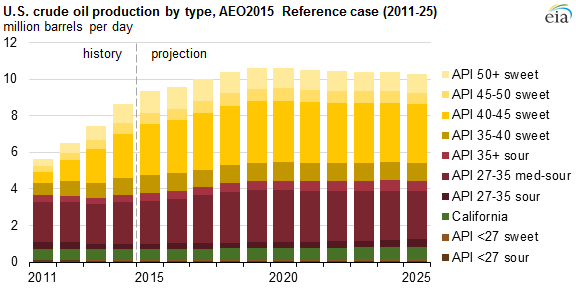 U.S. crude oil production by type, AEO2015 Reference case (2011-25)
million barrels per day
eia
12
history
projection
10
8
6
4
2
0
2011
2015
2020
2025
API 50+ sweet
API 45-50 sweet
API 40-45 sweet
API 35-40 sweet
API 35+ sour
API 27-35 med-sour
API 27-35 sour
California
API <27 sweet
API <27 sour